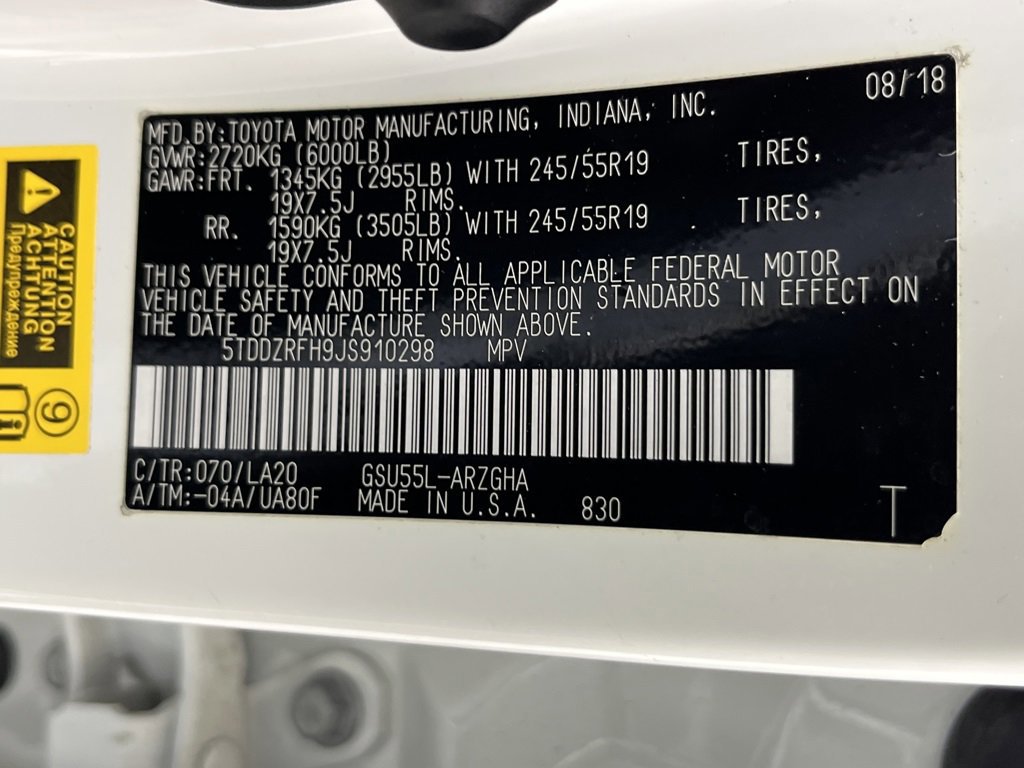 08/18
MFD.BY:TOYOTA MOTOR MANUFACTURING, INDIANA, INC.
GVWR:2720KG (6000LB)
GAWR:FRT. 1345KG (2955LB) WITH 245/55R19 TIRES,
19X7.5J RIMS.
RR. 1590KG (3505LB) WITH 245/55R19 TIRES,
19X7.5J RIMS.
THIS VEHICLE CONFORMS TO ALL APPLICABLE FEDERAL MOTOR
VEHICLE SAFETY AND THEFT PREVENTION STANDARDS IN EFFECT ON
THE DATE OF MANUFACTURE SHOWN ABOVE.
5TDDZRFH9JS910298 MPV
C/TR:070/LA20 GSU55L-ARZGHA
A/TM:-04A/UA80F MADE IN U.S.A. 830
T
CAUTION
ATTENTION
ACHTUNG
Предупреждение
9